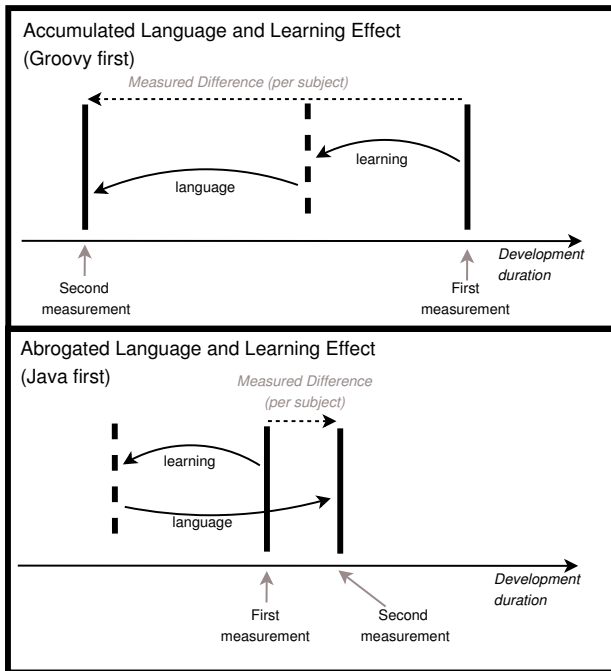 Accumulated Language and Learning Effect
(Groovy first)
Measured Difference (per subject)
learning
language
Development
duration
Second
measurement
First
measurement
Abrogated Language and Learning Effect
(Java first)
Measured Difference
(per subject)
learning
language
Development
duration
First
measurement
Second
measurement